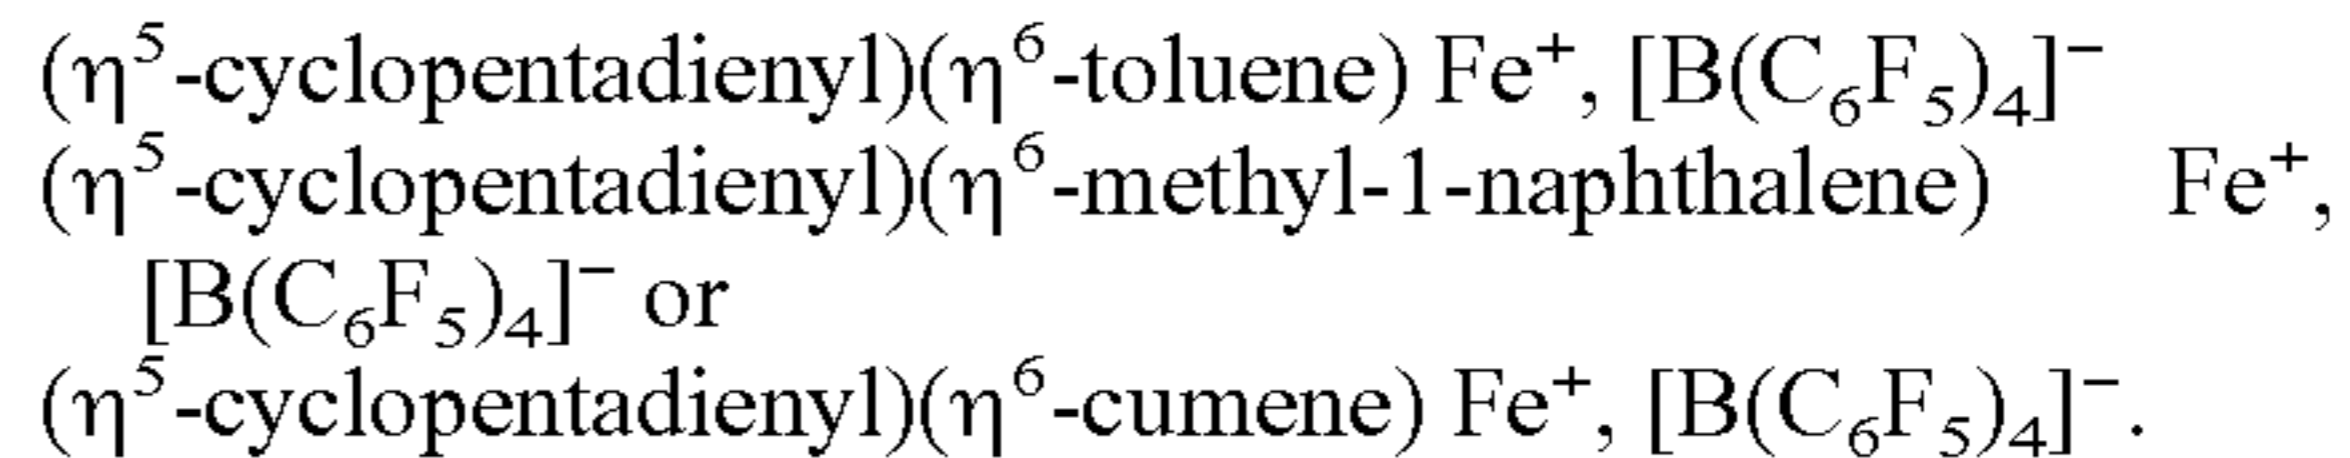 (η⁵-cyclopentadienyl)(η⁶-toluene) Fe⁺, [B(C₆F₅)₄]⁻
(η⁵-cyclopentadienyl)(η⁶-methyl-1-naphthalene) Fe⁺,
[B(C₆F₅)₄]⁻ or
(η⁵-cyclopentadienyl)(η⁶-cumene) Fe⁺, [B(C₆F₅)₄]⁻.